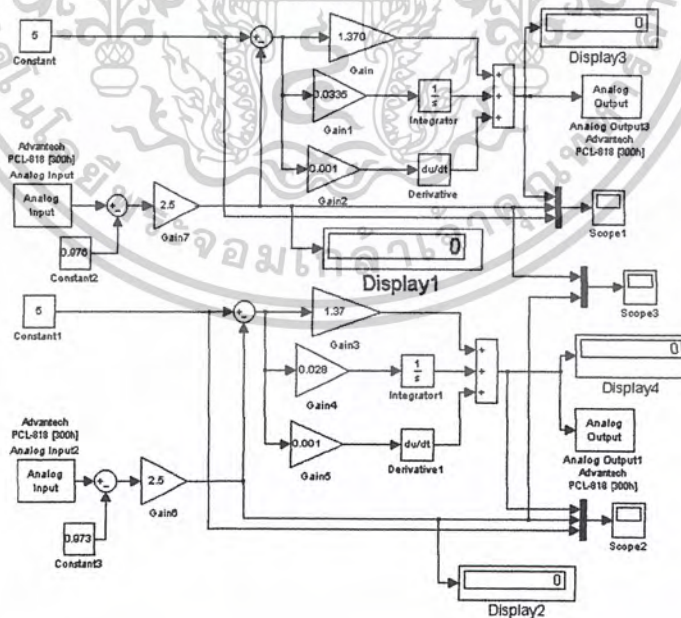 0
Display3
5
Constant
1.370
Gain
0.0335
Gain1
1
s
Integrator
Analog
Output
Analog Output3
Advantech
PCL-818 [300h]
0.001
Gain2
du/dt
Derivative
Advantech
PCL-818 [300h]
Analog Input
Analog
Input
2.5
Gain7
0.976
Constant2
0
Display1
Scope1
Scope3
5
Constant1
1.37
Gain3
0.028
Gain4
1
s
Integrator1
0
Display4
0.001
Gain5
du/dt
Derivative1
Analog
Output
Analog Output1
Advantech
PCL-818 [300h]
Advantech
PCL-818 [300h]
Analog Input2
Analog
Input
2.5
Gain6
0.973
Constant3
Scope2
0
Display2